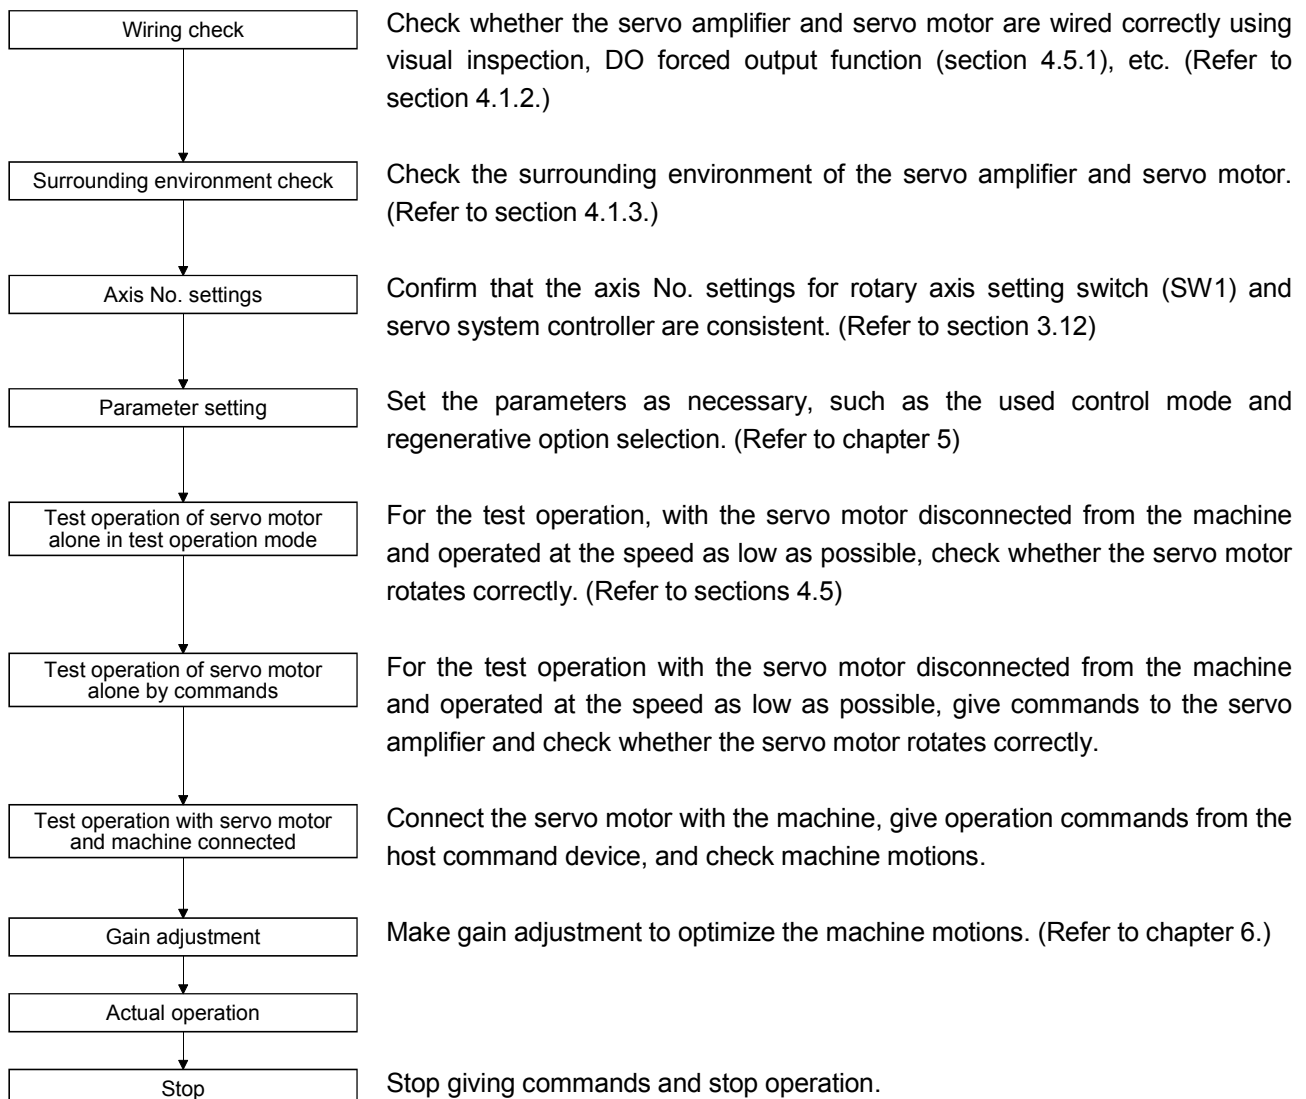 Wiring check
Check whether the servo amplifier and servo motor are wired correctly using
visual inspection, DO forced output function (section 4.5.1), etc. (Refer to
section 4.1.2.)
Surrounding environment check
Check the surrounding environment of the servo amplifier and servo motor.
(Refer to section 4.1.3.)
Axis No. settings
Confirm that the axis No. settings for rotary axis setting switch (SW1) and
servo system controller are consistent. (Refer to section 3.12)
Parameter setting
Set the parameters as necessary, such as the used control mode and
regenerative option selection. (Refer to chapter 5)
Test operation of servo motor
alone in test operation mode
For the test operation, with the servo motor disconnected from the machine
and operated at the speed as low as possible, check whether the servo motor
rotates correctly. (Refer to sections 4.5)
Test operation of servo motor
alone by commands
For the test operation with the servo motor disconnected from the machine
and operated at the speed as low as possible, give commands to the servo
amplifier and check whether the servo motor rotates correctly.
Test operation with servo motor
and machine connected
Connect the servo motor with the machine, give operation commands from the
host command device, and check machine motions.
Gain adjustment
Make gain adjustment to optimize the machine motions. (Refer to chapter 6.)
Actual operation
Stop
Stop giving commands and stop operation.